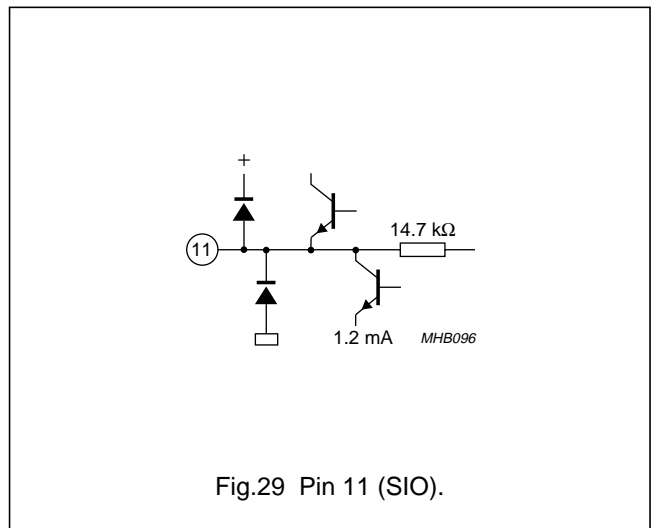 +
14.7 kΩ
11
1.2 mA MHB096
Fig.29 Pin 11 (SIO).